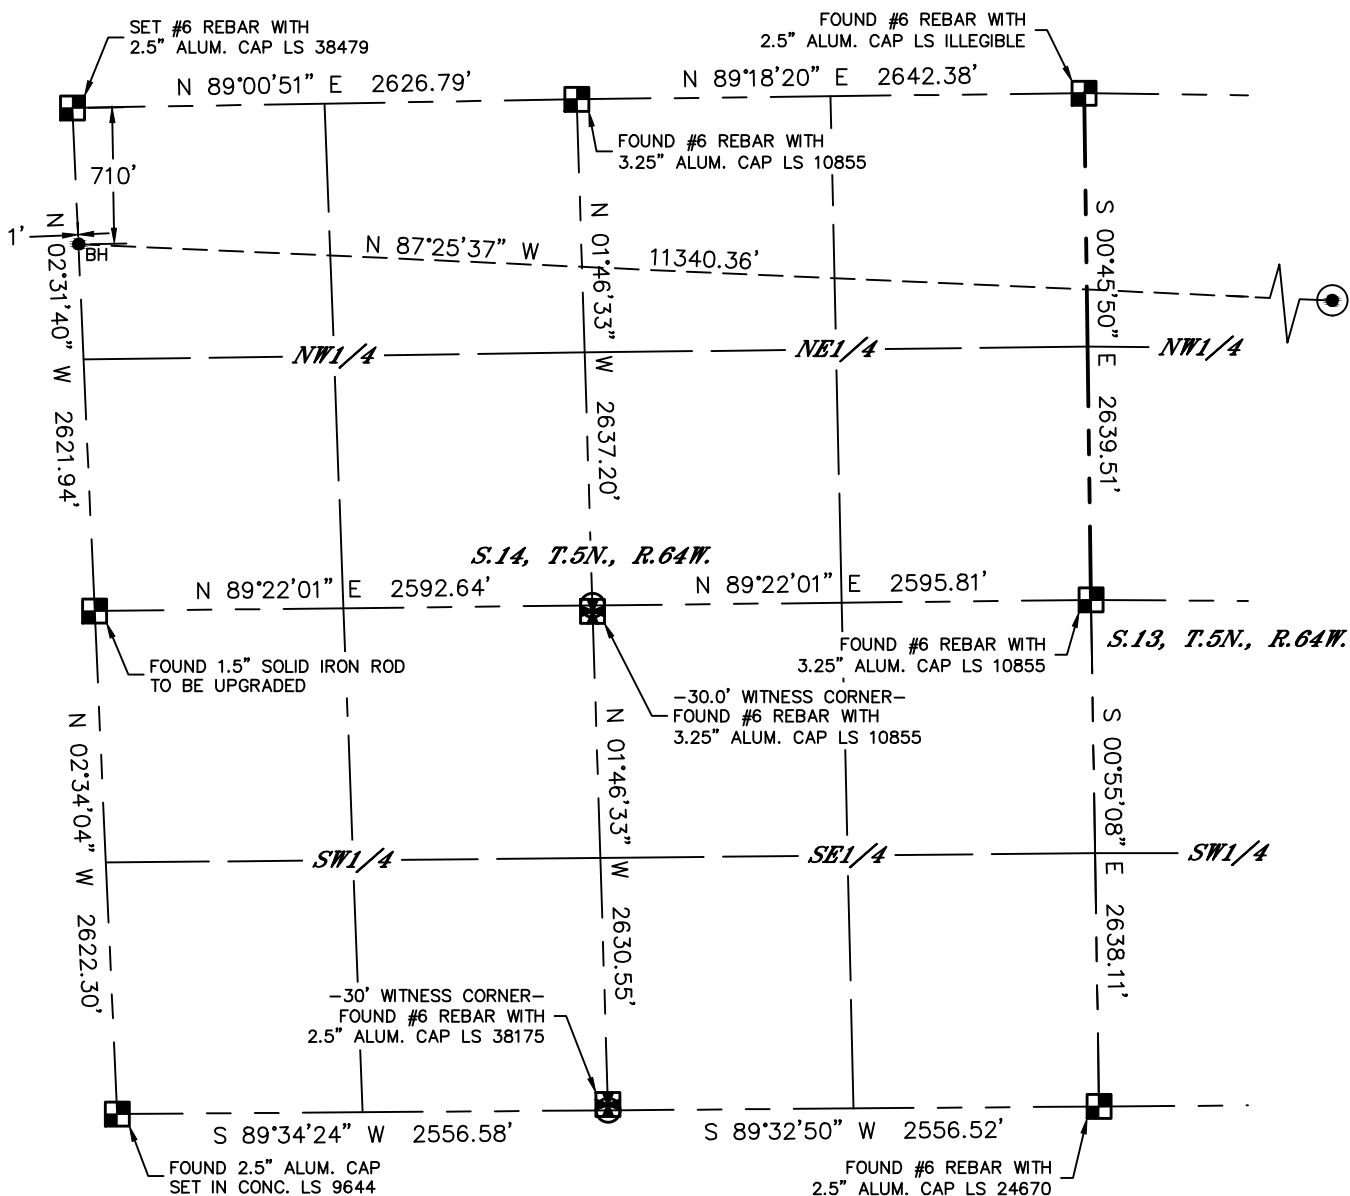 SET #6 REBAR WITH
2.5" ALUM. CAP LS 38479
FOUND #6 REBAR WITH
2.5" ALUM. CAP LS ILLEGIBLE
N 89°00'51" E 2626.79'
N 89°18'20" E 2642.38'
FOUND #6 REBAR WITH
3.25" ALUM. CAP LS 10855
710'
1'
BH
N 87°25'37" W 11340.36'
N 02°31'40" W 2621.94'
N 01°46'33" W 2637.20'
S 00°45'50" E 2639.51'
NW1/4
NE1/4
NW1/4
S.14, T.5N., R.64W.
N 89°22'01" E 2592.64'
N 89°22'01" E 2595.81'
FOUND #6 REBAR WITH
3.25" ALUM. CAP LS 10855
S.13, T.5N., R.64W.
FOUND 1.5" SOLID IRON ROD
TO BE UPGRADED
-30.0' WITNESS CORNER-
FOUND #6 REBAR WITH
3.25" ALUM. CAP LS 10855
N 02°34'04" W 2622.30'
N 01°46'33" W 2630.55'
S 00°55'08" E 2638.11'
SW1/4
SE1/4
SW1/4
-30' WITNESS CORNER-
FOUND #6 REBAR WITH
2.5" ALUM. CAP LS 38175
S 89°34'24" W 2556.58'
S 89°32'50" W 2556.52'
FOUND 2.5" ALUM. CAP
SET IN CONC. LS 9644
FOUND #6 REBAR WITH
2.5" ALUM. CAP LS 24670